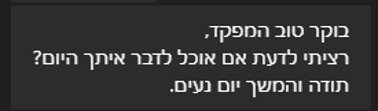 בוקר טוב המפקד,
רציתי לדעת אם אוכל לדבר איתך היום?
תודה והמשך יום נעים.